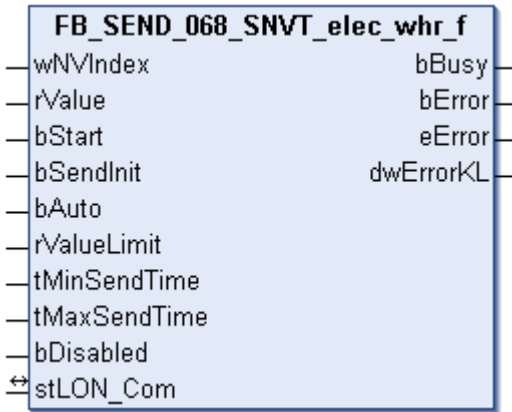 FB_SEND_068_SNVT_elec_whr_f
wNVIndex bBusy
rValue bError
bStart eError
bSendInit dwErrorKL
bAuto
rValueLimit
tMinSendTime
tMaxSendTime
bDisabled
stLON_Com